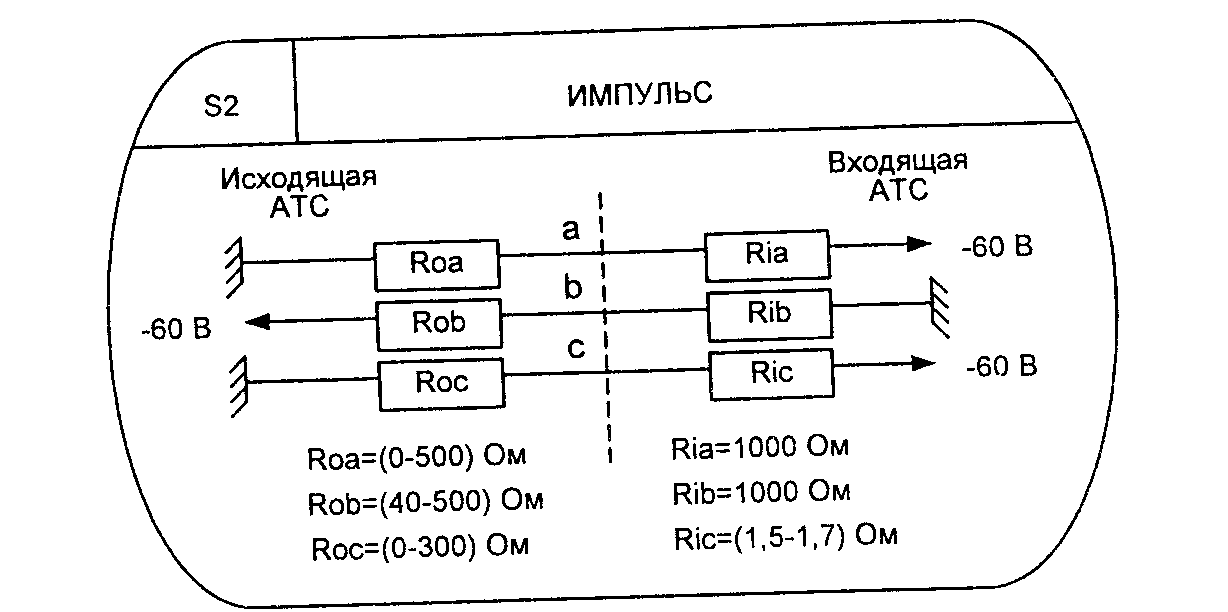 S2
ИМПУЛЬС
Исходящая
АТС
Входящая
АТС
Roa
a
Ria
-60 В
-60 В
Rob
b
Rib
Roc
c
Ric
-60 В
Roa=(0-500) Ом
Rob=(40-500) Ом
Roc=(0-300) Ом
Ria=1000 Ом
Rib=1000 Ом
Ric=(1,5-1,7) Ом